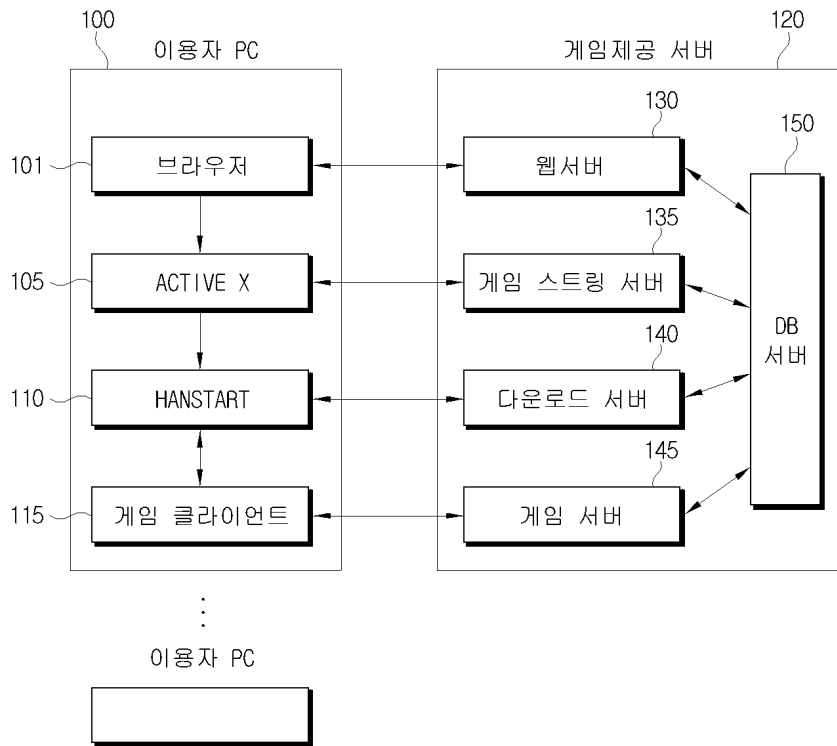 100
이용자 PC
게임제공 서버
120
130
150
101
브라우저
웹서버
135
105
ACTIVE X
게임 스트링 서버
DB
서버
140
110
HANSTART
다운로드 서버
145
115
게임 클라이언트
게임 서버
이용자 PC